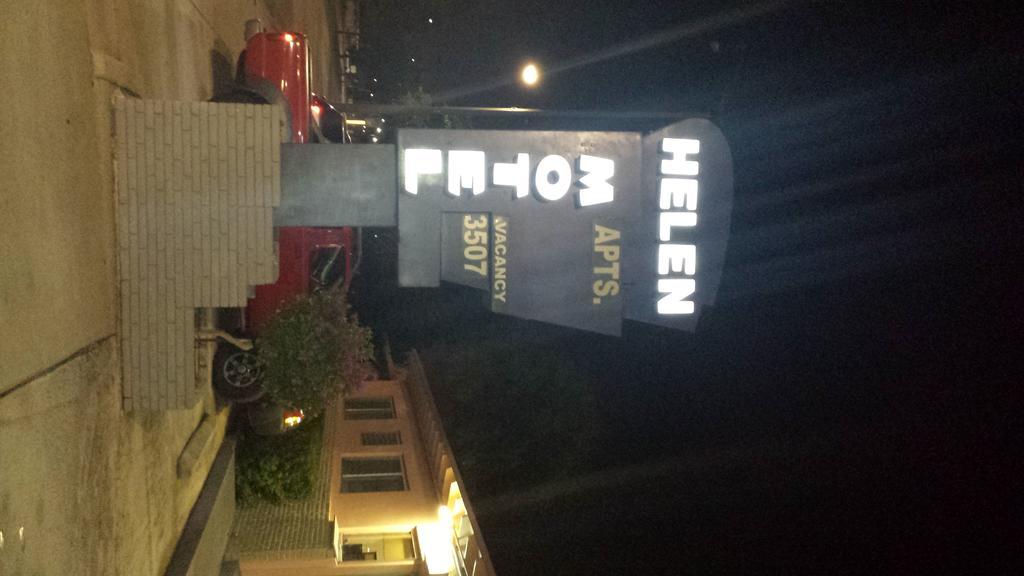 HELEN
MOTEL
APTS.
VACANCY
3507